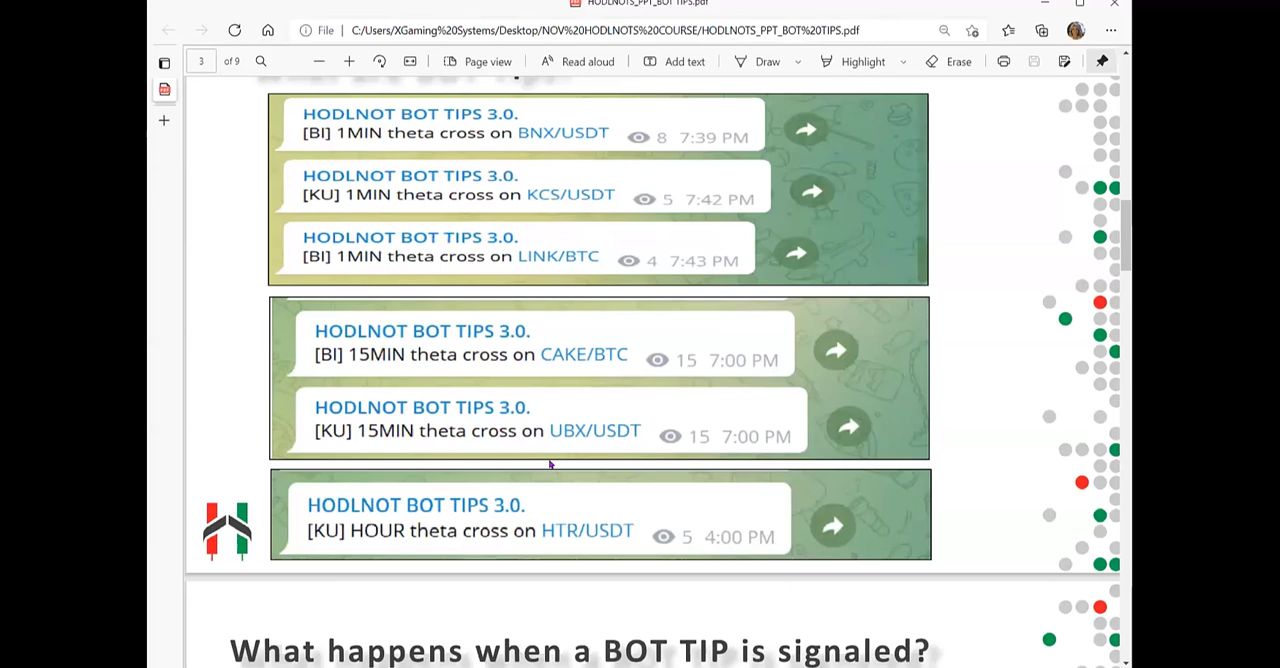 HODLNOTS_PPT_BOT TIPS.pdf
File C:/Users/XGaming%20Systems/Desktop/NOV%20HODLNOTS%20COURSE/HODLNOTS_PPT_BOT%20TIPS.pdf
3 of 9 Page view Read aloud Add text Draw Highlight Erase
HODLNOT BOT TIPS 3.0.
[BI] 1MIN theta cross on BNX/USDT 8 7:39 PM
HODLNOT BOT TIPS 3.0.
[KU] 1MIN theta cross on KCS/USDT 5 7:42 PM
HODLNOT BOT TIPS 3.0.
[BI] 1MIN theta cross on LINK/BTC 4 7:43 PM
HODLNOT BOT TIPS 3.0.
[BI] 15MIN theta cross on CAKE/BTC 15 7:00 PM
HODLNOT BOT TIPS 3.0.
[KU] 15MIN theta cross on UBX/USDT 15 7:00 PM
HODLNOT BOT TIPS 3.0.
[KU] HOUR theta cross on HTR/USDT 5 4:00 PM
What happens when a BOT TIP is signaled?